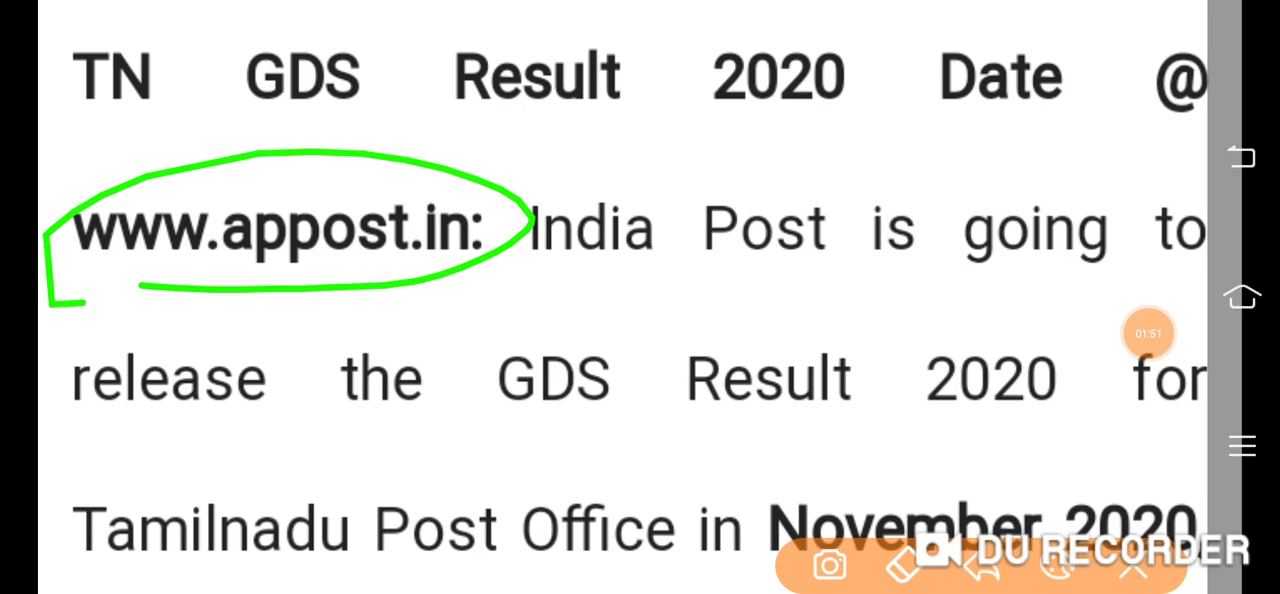 TN GDS Result 2020 Date @
www.appost.in: India Post is going to
01:51
release the GDS Result 2020 for
Tamilnadu Post Office in November 2020
DU RECORDER